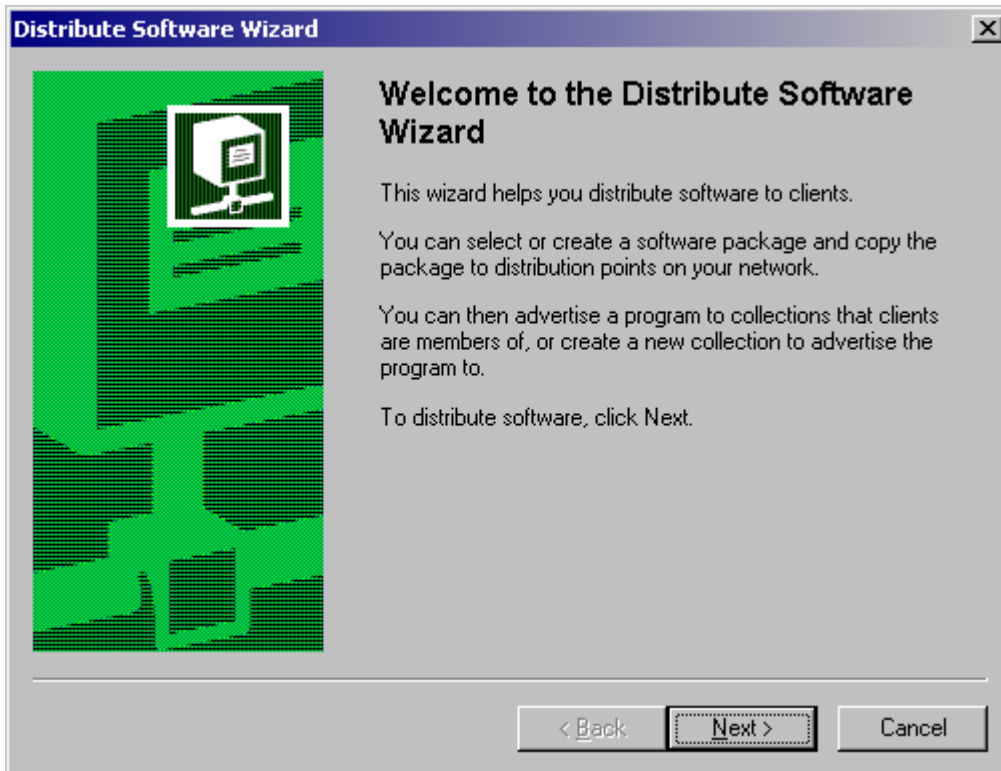 Distribute Software Wizard
Welcome to the Distribute Software
Wizard
This wizard helps you distribute software to clients.
You can select or create a software package and copy the
package to distribution points on your network.
You can then advertise a program to collections that clients
are members of, or create a new collection to advertise the
program to.
To distribute software, click Next.
< Back
Next >
Cancel